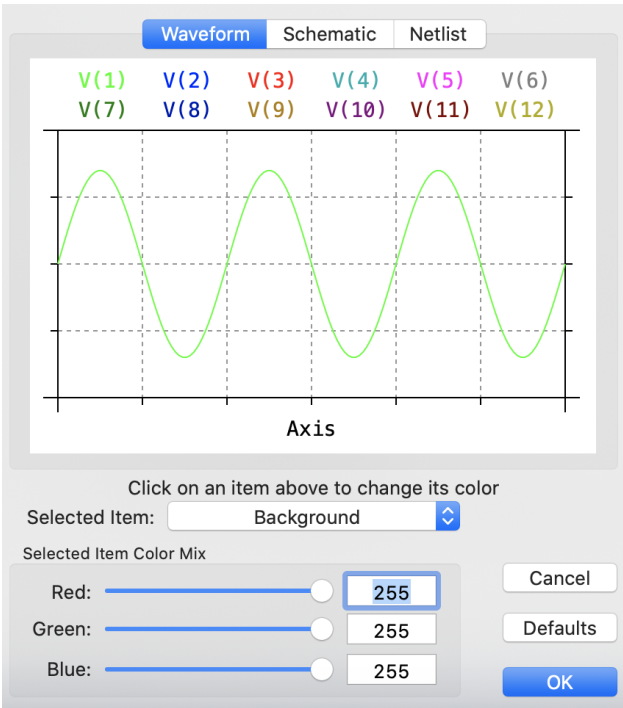 Waveform Schematic Netlist
V(1) V(2) V(3) V(4) V(5) V(6)
V(7) V(8) V(9) V(10) V(11) V(12)
Axis
Click on an item above to change its color
Selected Item: Background
Selected Item Color Mix
Red: 255
Green: 255
Blue: 255
Cancel
Defaults
OK